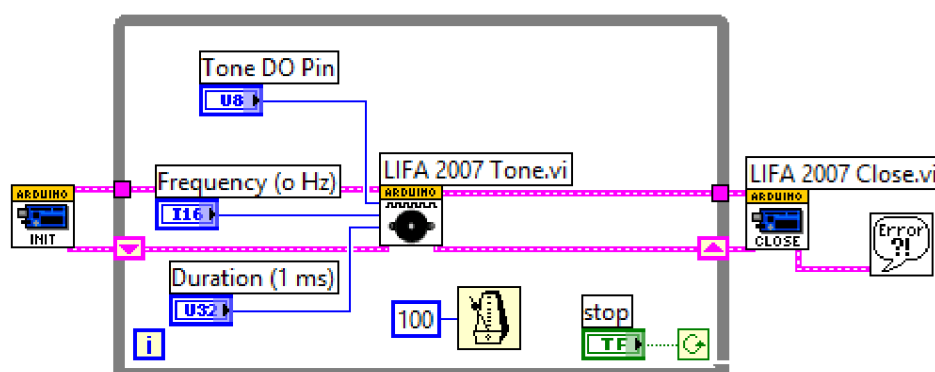 Tone DO Pin
U8
LIFA 2007 Tone.vi
LIFA 2007 Close.vi
ARDUINO
INIT
Frequency (o Hz)
I16
ARDUINO
ARDUINO
CLOSE
Error
?!
Duration (1 ms)
U32
100
stop
TF
i